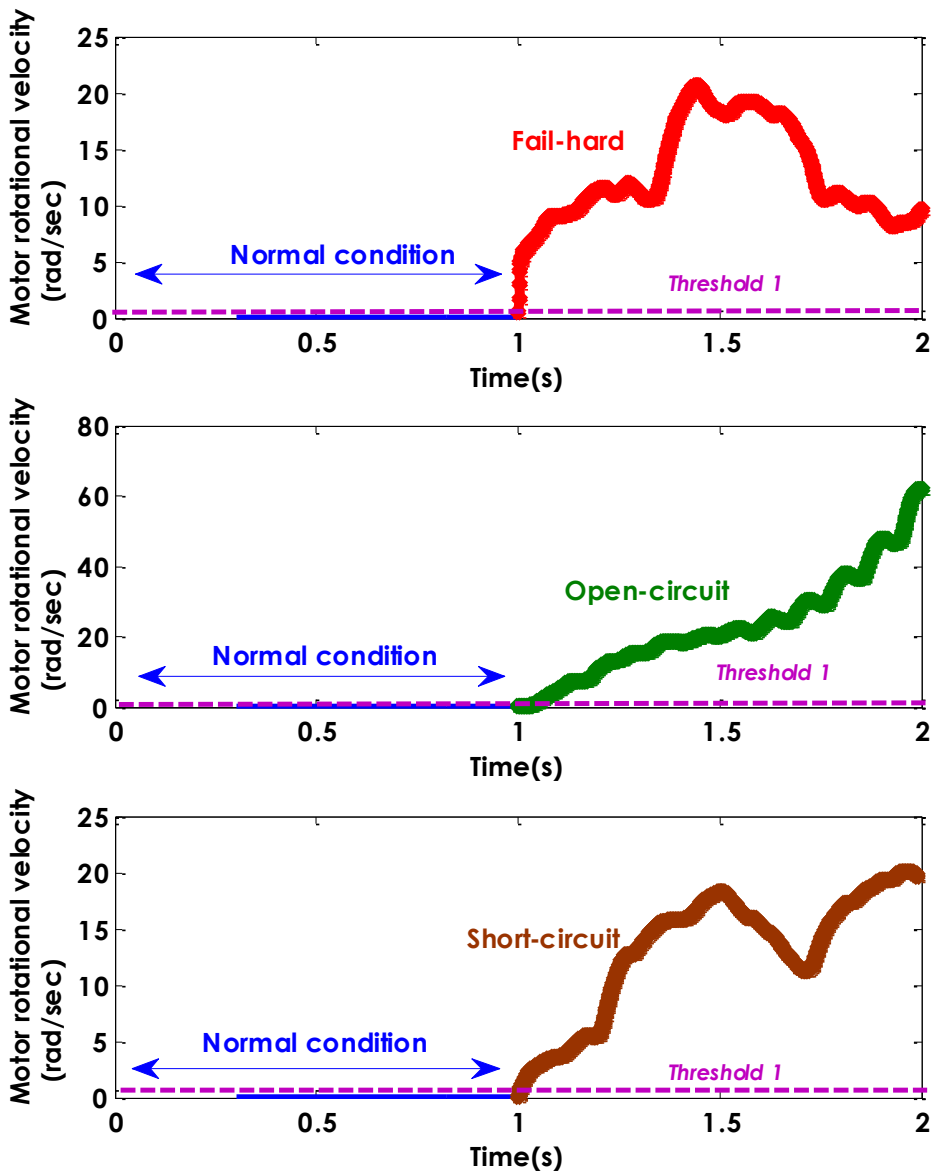 Motor rotational velocity
(rad/sec)
25
20
15
10
5
0
Fail-hard
Normal condition
Threshold 1
0
0.5
1
1.5
2
Time(s)
Motor rotational velocity
(rad/sec)
80
60
40
20
0
Open-circuit
Normal condition
Threshold 1
0
0.5
1
1.5
2
Time(s)
Motor rotational velocity
(rad/sec)
25
20
15
10
5
0
Short-circuit
Normal condition
Threshold 1
0
0.5
1
1.5
2
Time(s)